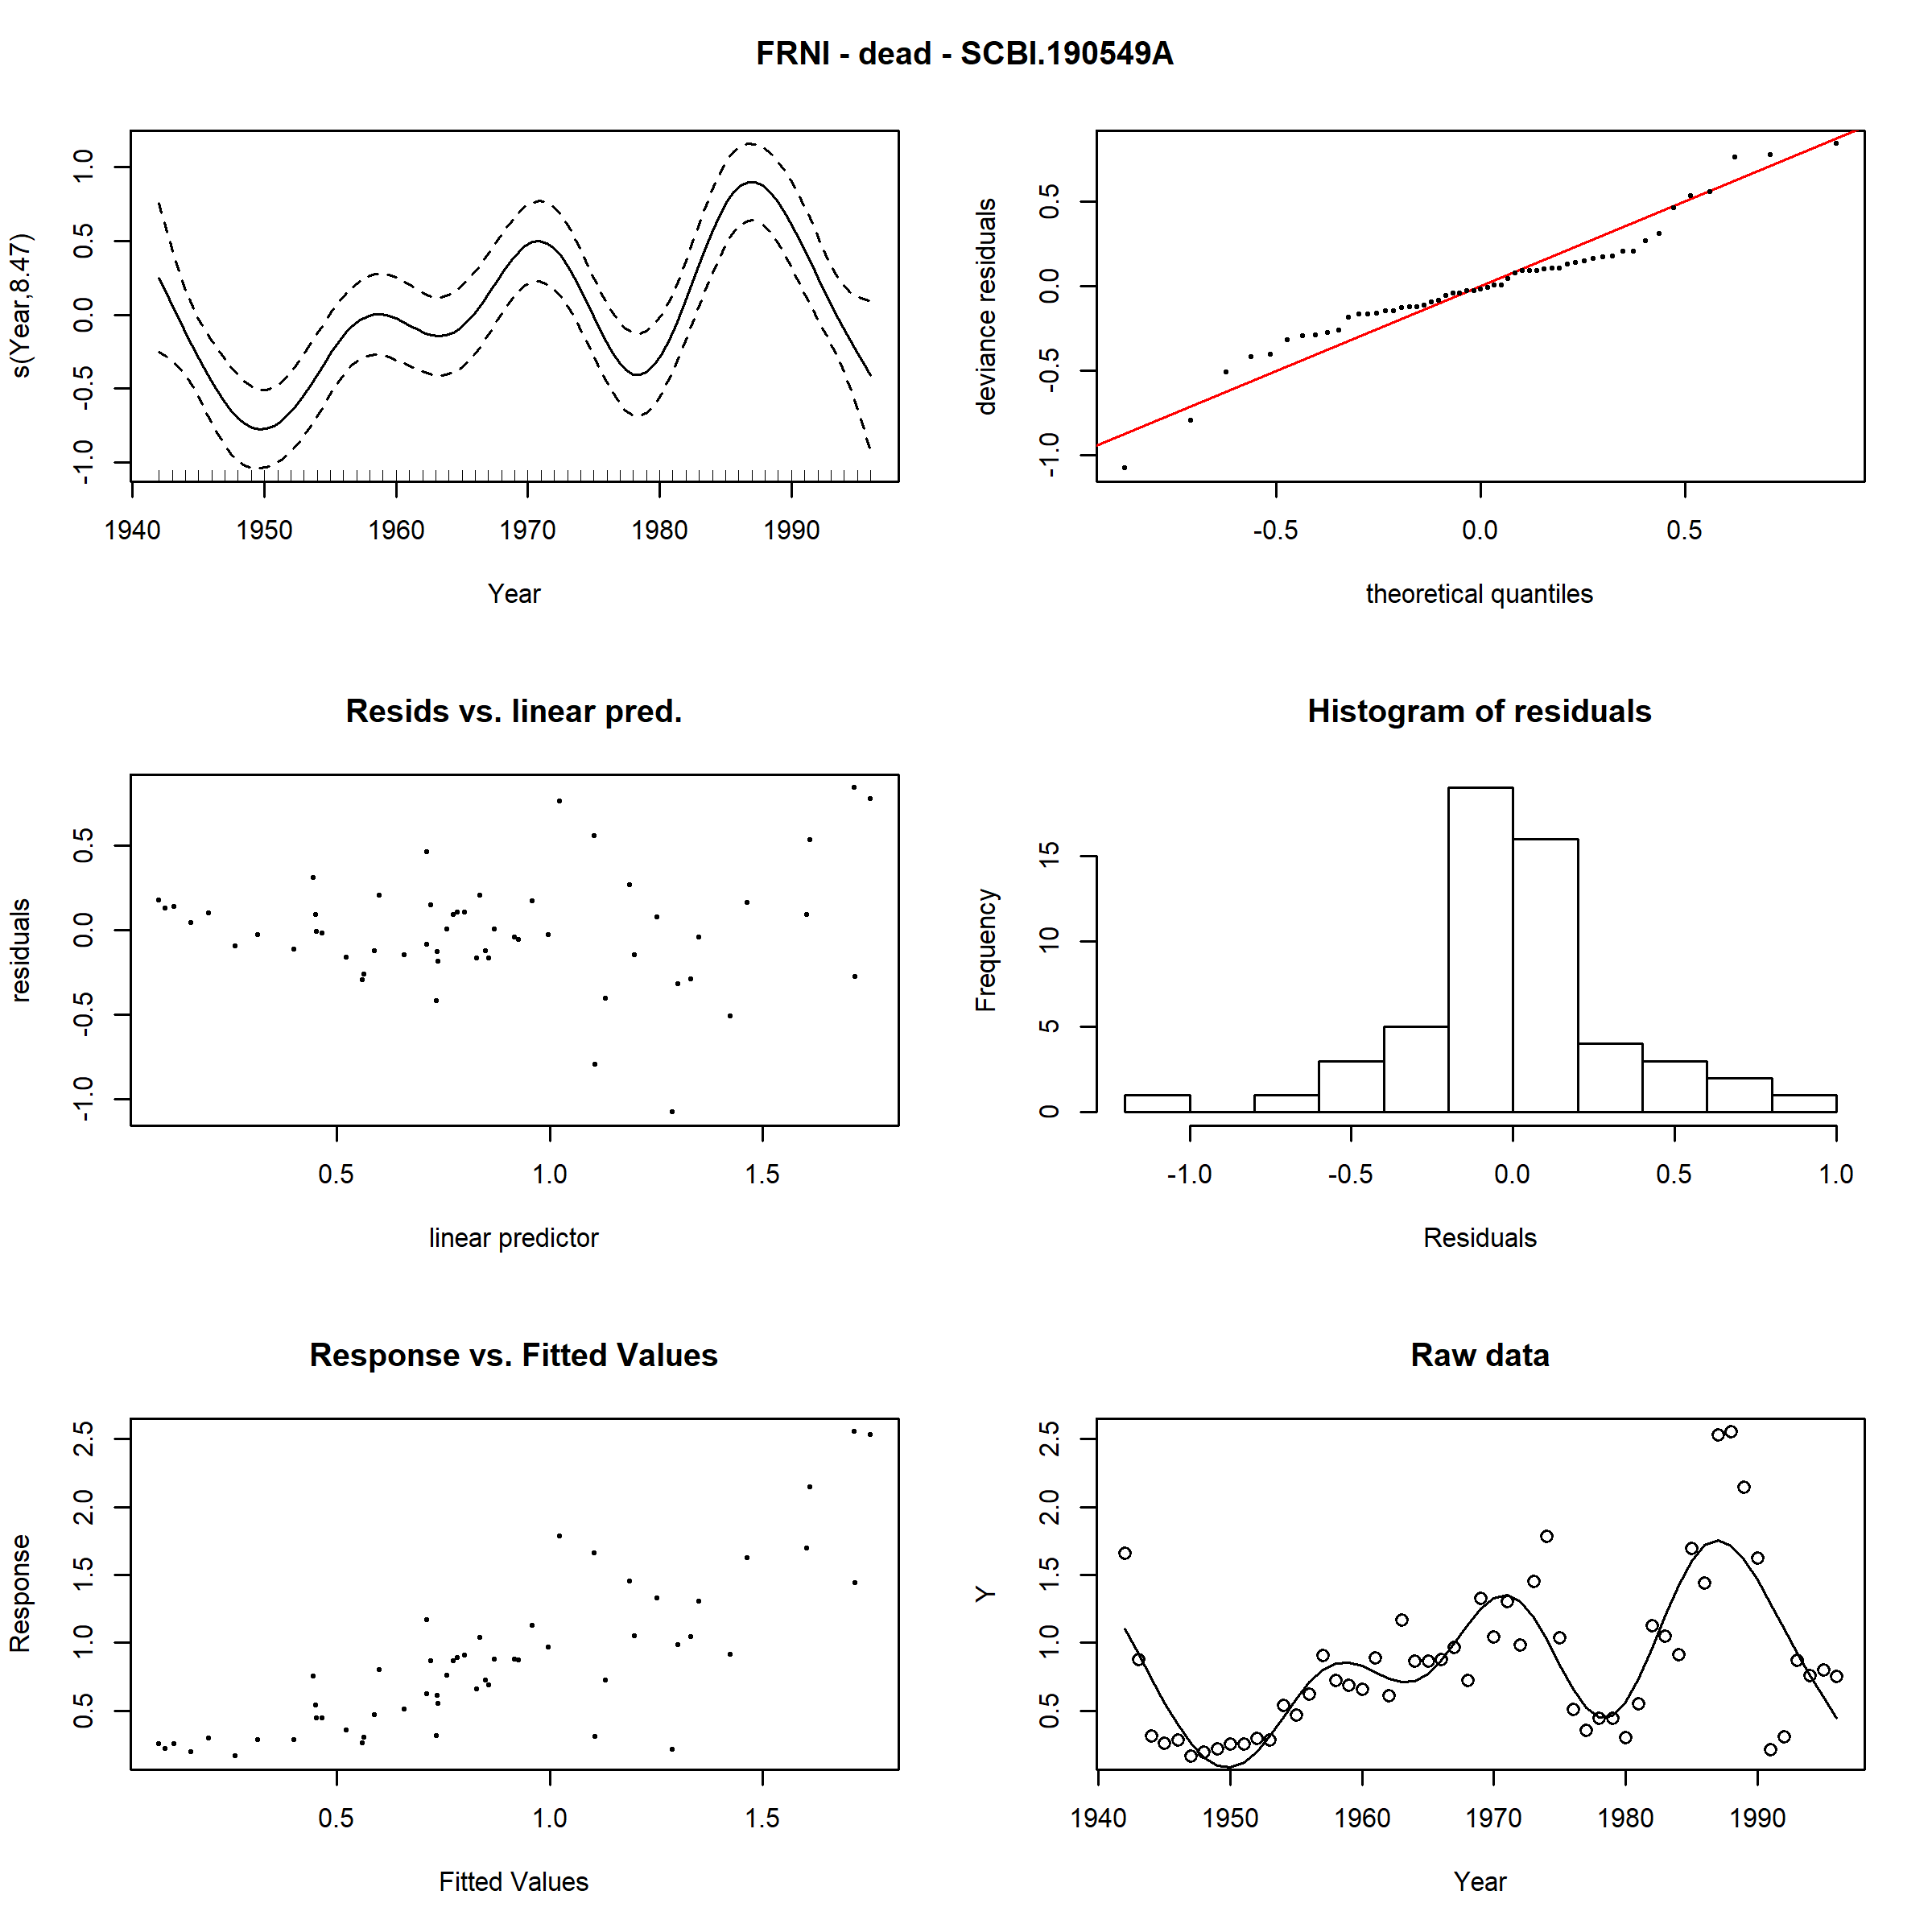 FRNI - dead - SCBI.190549A
s(Year,8.47)
-1.0 -0.5 0.0 0.5 1.0
1940 1950 1960 1970 1980 1990
Year
deviance residuals
-1.0 -0.5 0.0 0.5
-0.5 0.0 0.5
theoretical quantiles
Resids vs. linear pred.
residuals
-1.0 -0.5 0.0 0.5
0.5 1.0 1.5
linear predictor
Histogram of residuals
Frequency
0 5 10 15
-1.0 -0.5 0.0 0.5 1.0
Residuals
Response vs. Fitted Values
Response
0.5 1.0 1.5 2.0 2.5
0.5 1.0 1.5
Fitted Values
Raw data
Y
0.5 1.0 1.5 2.0 2.5
1940 1950 1960 1970 1980 1990
Year